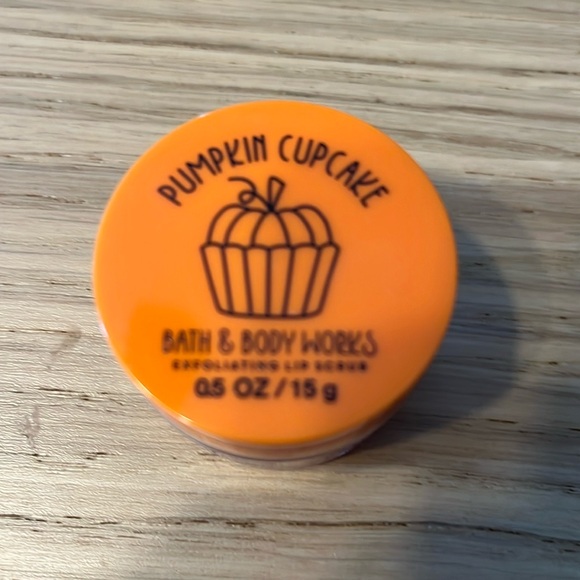 PUMPKIN CUPCAKE
BATH & BODY WORKS
EXFOLIATING LIP SCRUB
0.5 OZ / 15 g